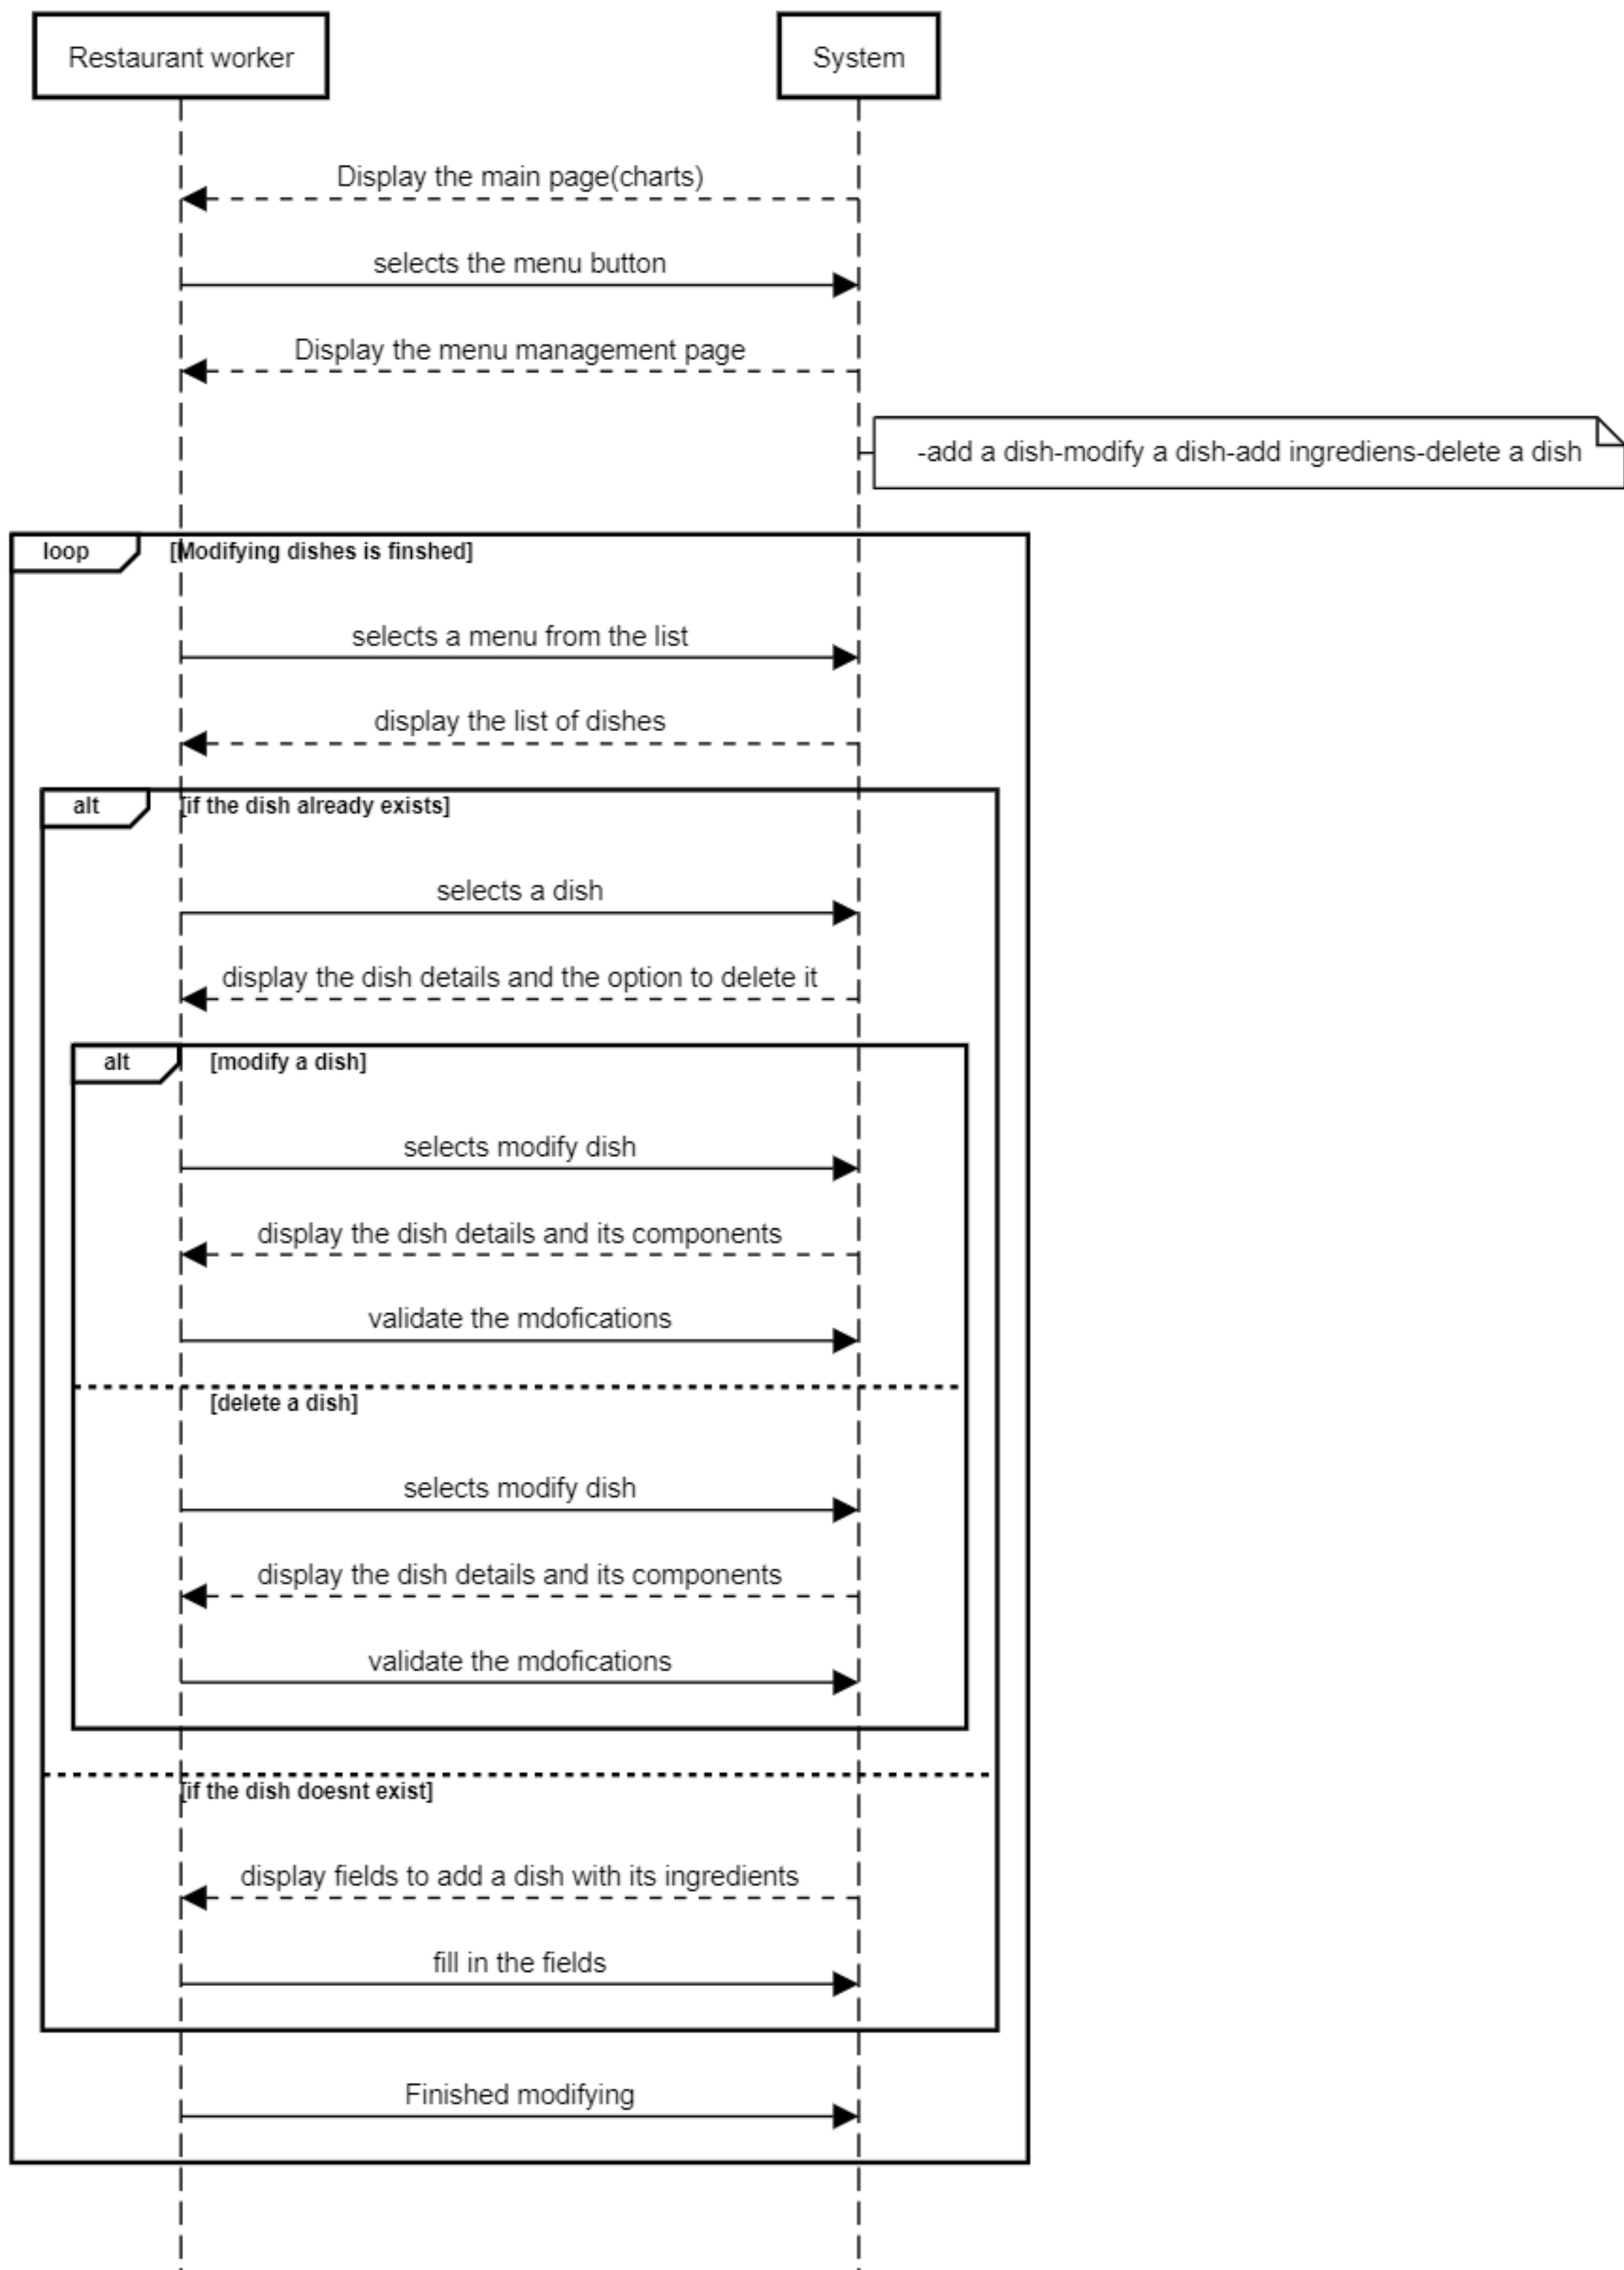 Restaurant worker
System
Display the main page(charts)
selects the menu button
Display the menu management page
-add a dish-modify a dish-add ingrediens-delete a dish
loop
[Modifying dishes is finshed]
selects a menu from the list
display the list of dishes
alt
[if the dish already exists]
selects a dish
display the dish details and the option to delete it
alt
[modify a dish]
selects modify dish
display the dish details and its components
validate the mdofications
[delete a dish]
selects modify dish
display the dish details and its components
validate the mdofications
[if the dish doesnt exist]
display fields to add a dish with its ingredients
fill in the fields
Finished modifying